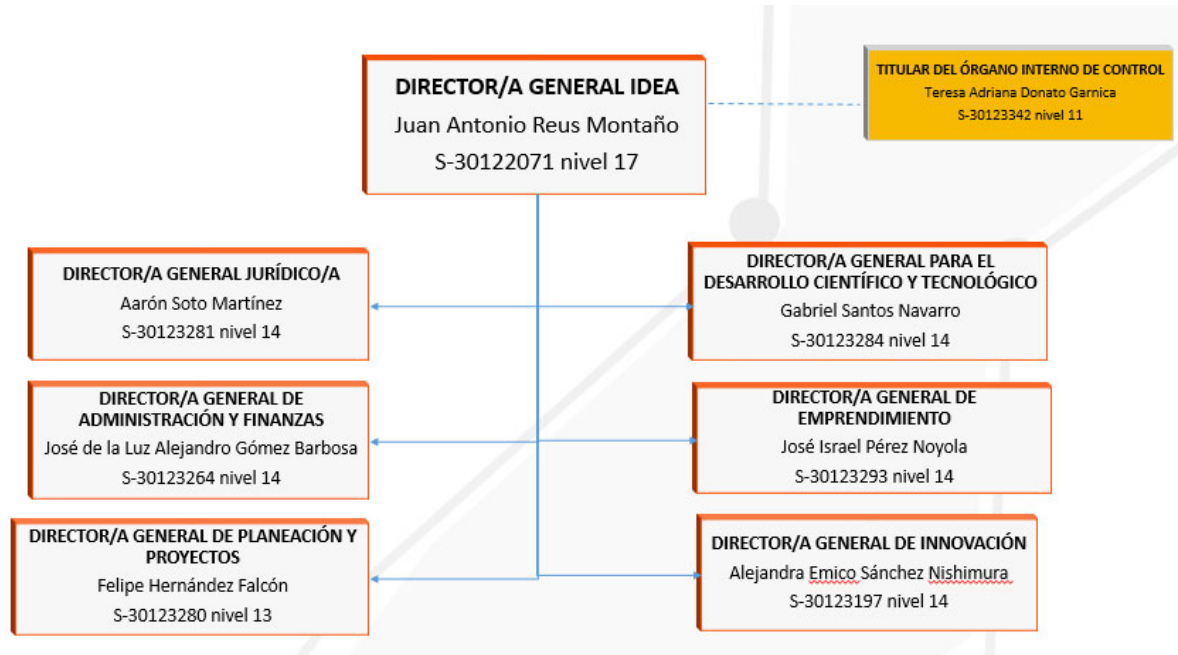 DIRECTOR/A GENERAL IDEA
Juan Antonio Reus Montaño
S-30122071 nivel 17
TITULAR DEL ÓRGANO INTERNO DE CONTROL
Teresa Adriana Donato Garnica
S-30123342 nivel 11
DIRECTOR/A GENERAL JURÍDICO/A
Aarón Soto Martínez
S-30123281 nivel 14
DIRECTOR/A GENERAL PARA EL
DESARROLLO CIENTÍFICO Y TECNOLÓGICO
Gabriel Santos Navarro
S-30123284 nivel 14
DIRECTOR/A GENERAL DE
ADMINISTRACIÓN Y FINANZAS
José de la Luz Alejandro Gómez Barbosa
S-30123264 nivel 14
DIRECTOR/A GENERAL DE
EMPRENDIMIENTO
José Israel Pérez Noyola
S-30123293 nivel 14
DIRECTOR/A GENERAL DE PLANEACIÓN Y
PROYECTOS
Felipe Hernández Falcón
S-30123280 nivel 13
DIRECTOR/A GENERAL DE INNOVACIÓN
Alejandra Emico Sánchez Nishimura
S-30123197 nivel 14